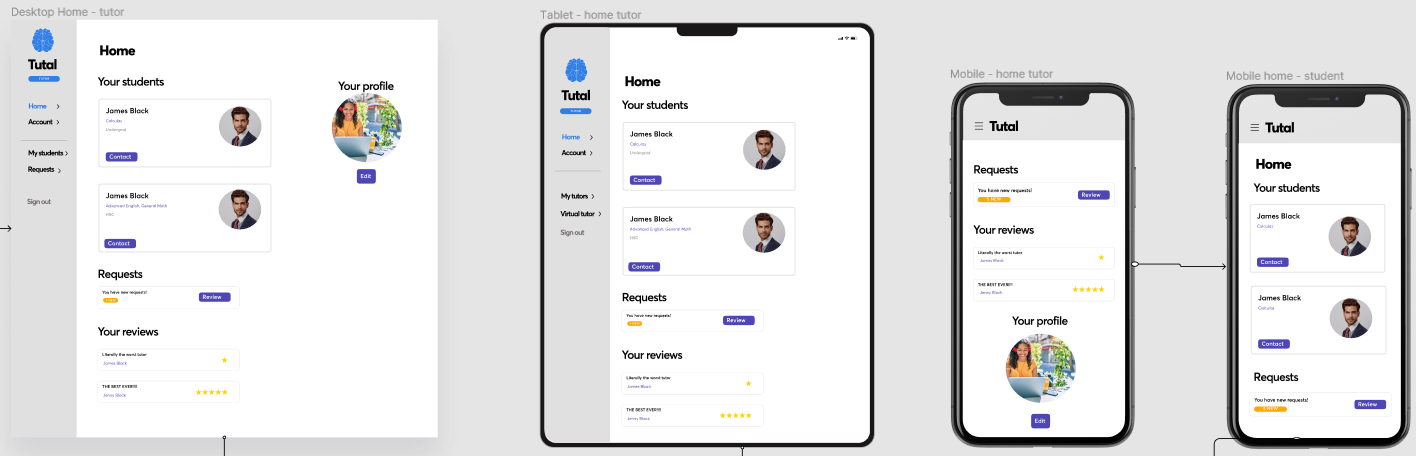 Desktop Home - tutor
Tutal
TUTOR
Home
Account
My students
Requests
Sign out
Home
Your students
James Black
Calculus
Undergrad
Contact
James Black
Advanced English, General Math
HSC
Contact
Requests
You have new requests!
5 NEW
Review
Your reviews
Literally the worst tutor
James Black
THE BEST EVER!!!
Jenny Black
Your profile
Edit
Tablet - home tutor
Tutal
TUTOR
Home
Account
My tutors
Virtual tutor
Sign out
Home
Your students
James Black
Calculus
Undergrad
Contact
James Black
Advanced English, General Math
HSC
Contact
Requests
You have new requests!
5 NEW
Review
Your reviews
Literally the worst tutor
James Black
THE BEST EVER!!!
Jenny Black
Mobile - home tutor
Tutal
Requests
You have new requests!
5 NEW
Review
Your reviews
Literally the worst tutor
James Black
THE BEST EVER!!!
Jenny Black
Your profile
Edit
Mobile home - student
Tutal
Home
Your students
James Black
Calculus
Contact
James Black
Calculus
Contact
Requests
You have new requests!
5 NEW
Review